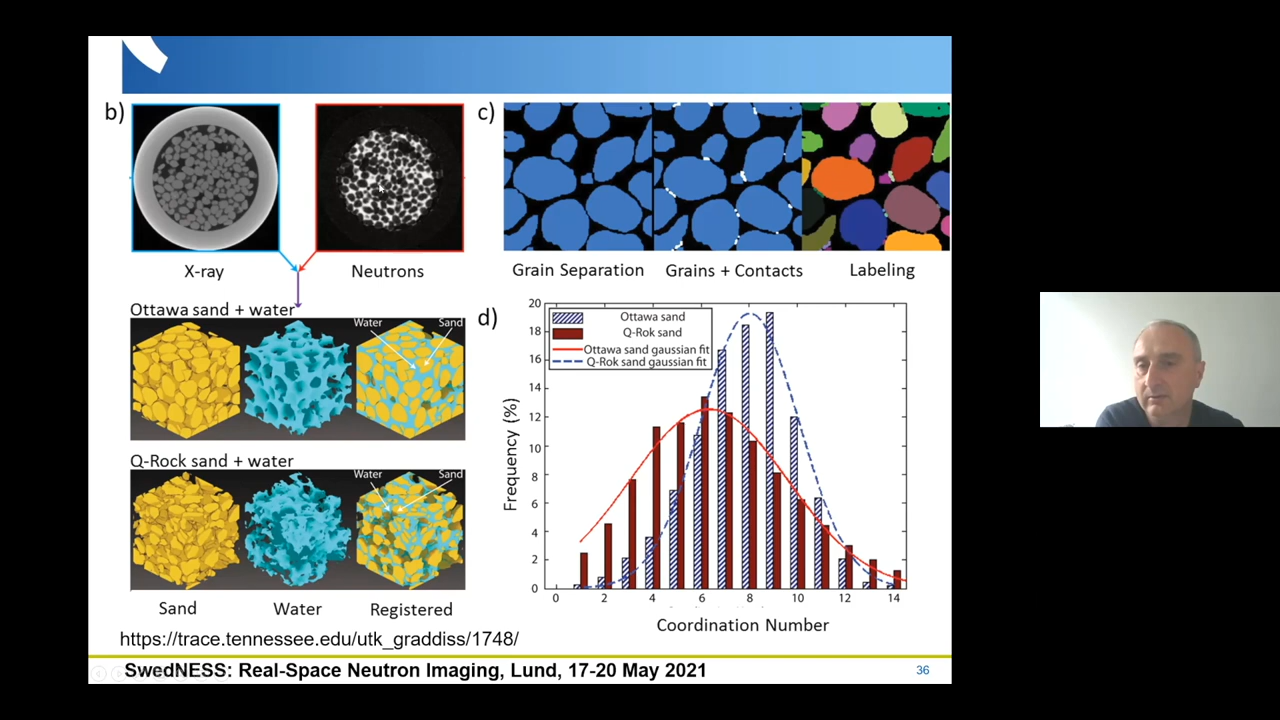 b)
X-ray
Neutrons
Ottawa sand + water
Water
Sand
Q-Rock sand + water
Water
Sand
Sand
Water
Registered
c)
Grain Separation
Grains + Contacts
Labeling
d)
Ottawa sand
Q-Rok sand
Ottawa sand gaussian fit
Q-Rok sand gaussian fit
Frequency (%)
20
18
16
14
12
10
8
6
4
2
0
0 2 4 6 8 10 12 14
Coordination Number
https://trace.tennessee.edu/utk_graddiss/1748/
SwedNESS: Real-Space Neutron Imaging, Lund, 17-20 May 2021
36